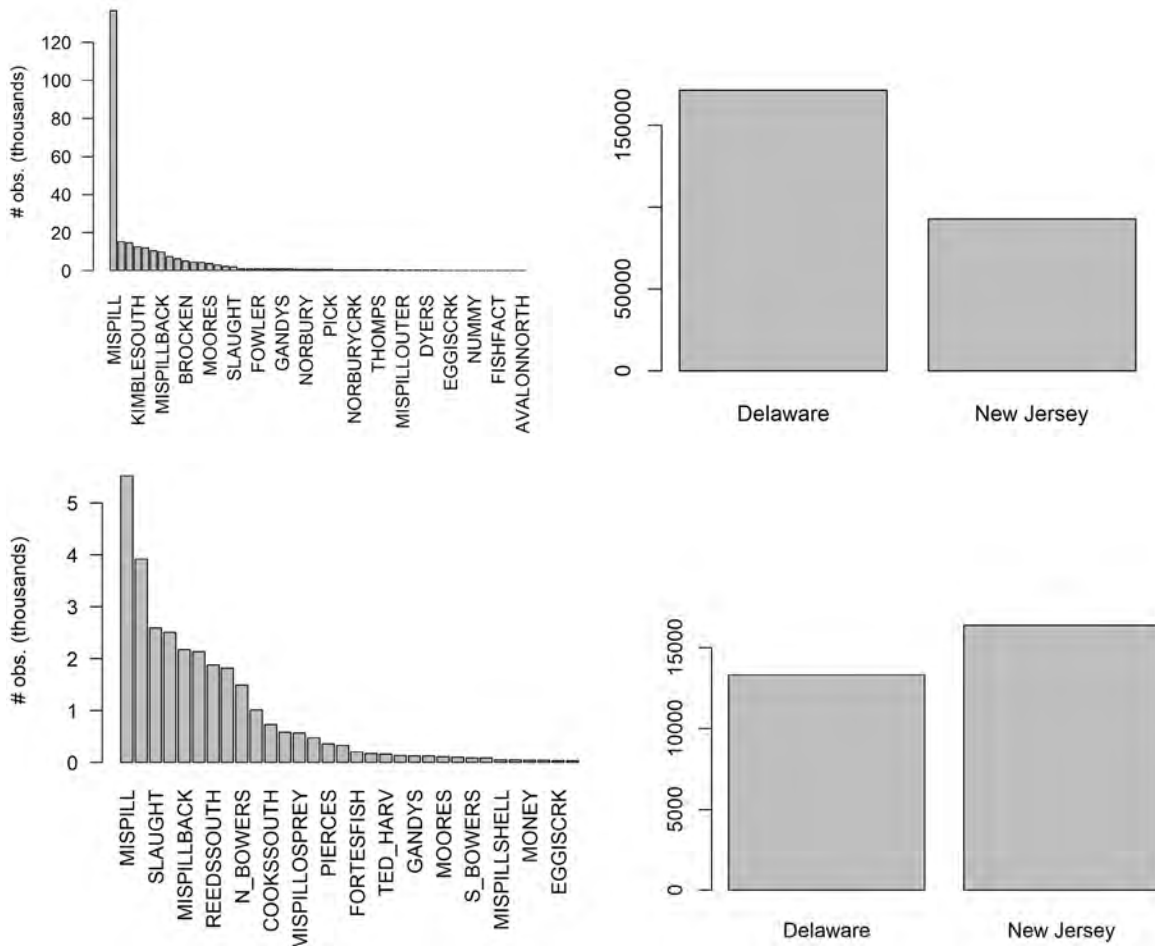 # obs. (thousands)
120
100
80
60
40
20
0
MISPILL
KIMBLESOUTH
MISPILLBACK
BROCKEN
MOORES
SLAUGHT
FOWLER
GANDYS
NORBURY
PICK
NORBURYCRK
THOMPS
MISPILLOUTER
DYERS
EGGISCRK
NUMMY
FISHFACT
AVALONNORTH
150000
50000
0
Delaware
New Jersey
# obs. (thousands)
5
4
3
2
1
0
MISPILL
SLAUGHT
MISPILLBACK
REEDSSOUTH
N_BOWERS
COOKSSOUTH
MISPILLOSPREY
PIERCES
FORTESFISH
TED_HARV
GANDYS
MOORES
S_BOWERS
MISPILLSHELL
MONEY
EGGISCRK
15000
10000
5000
0
Delaware
New Jersey